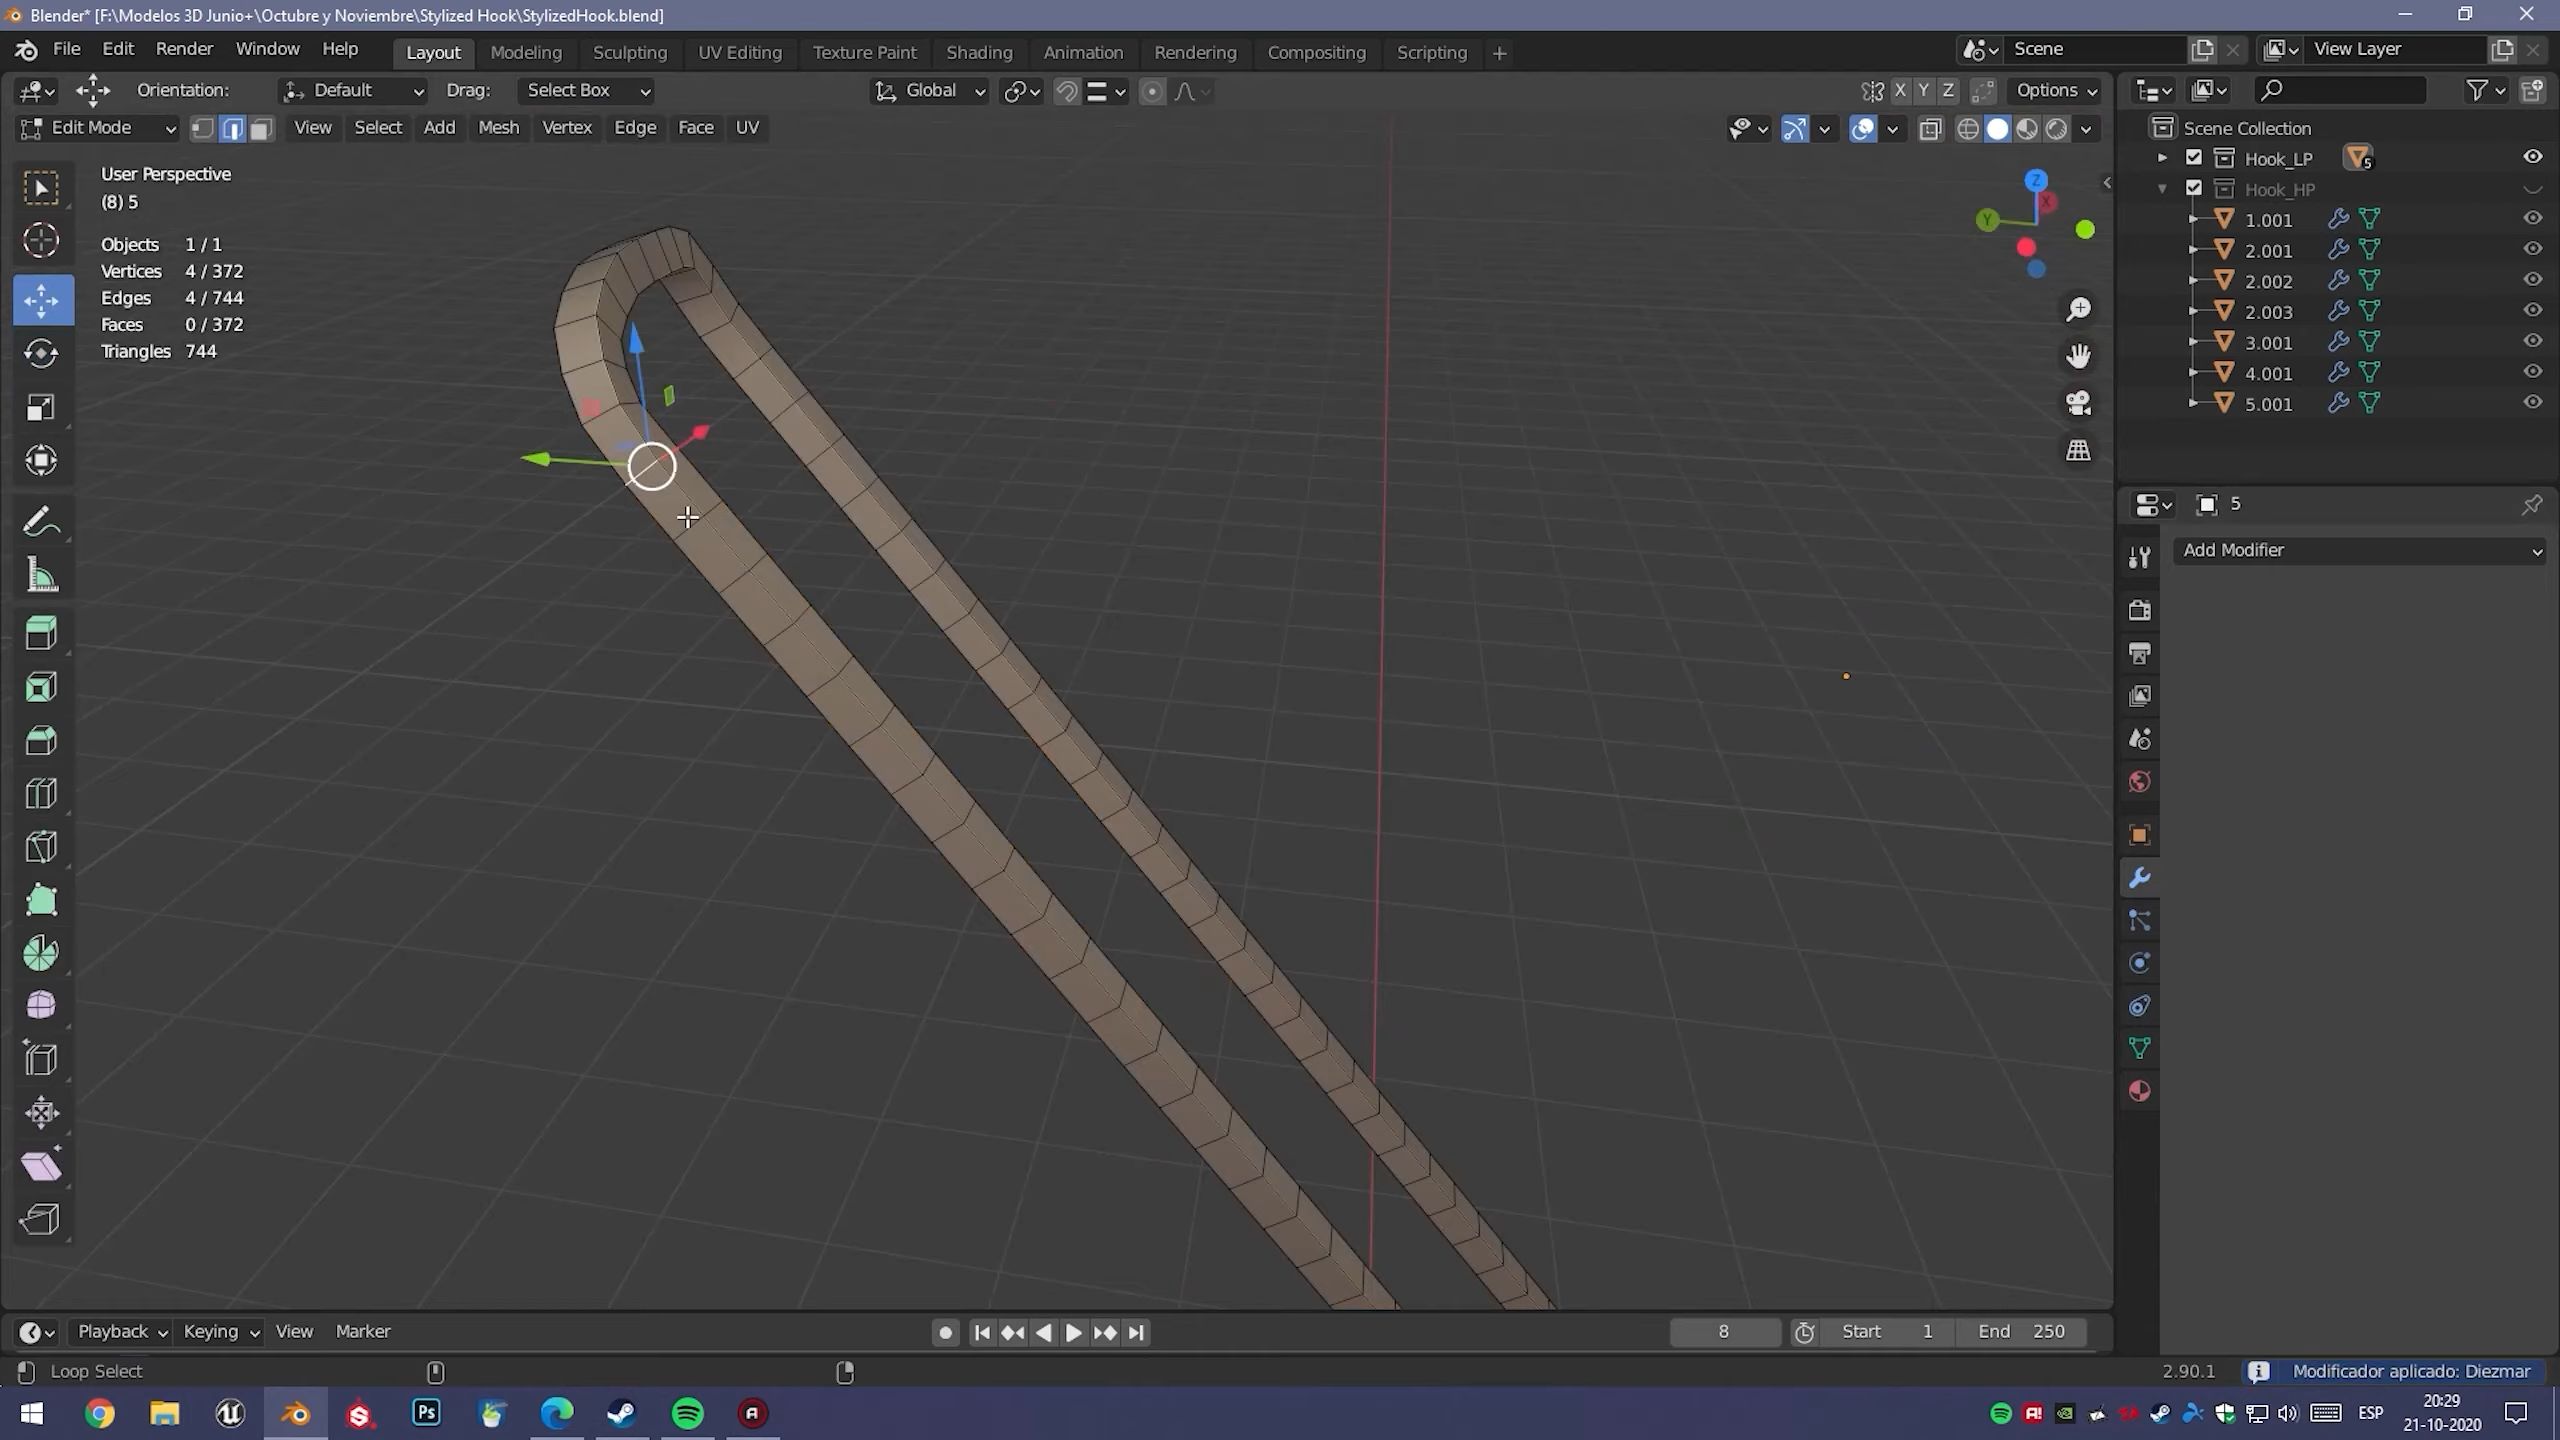 Blender* [F:\Modelos 3D Junio+\Octubre y Noviembre\Stylized Hook\StylizedHook.blend]
File Edit Render Window Help Layout Modeling Sculpting UV Editing Texture Paint Shading Animation Rendering Compositing Scripting + Scene View Layer
Orientation: Default Drag: Select Box Global X Y Z Options
Edit Mode View Select Add Mesh Vertex Edge Face UV
User Perspective
(8) 5
Objects 1 / 1
Vertices 4 / 372
Edges 4 / 744
Faces 0 / 372
Triangles 744
Z
X
Y
Scene Collection
Hook_LP 5
Hook_HP
1.001
2.001
2.002
2.003
3.001
4.001
5.001
5
Add Modifier
Playback Keying View Marker 8 Start 1 End 250
Loop Select 2.90.1 Modificador aplicado: Diezmar
Ps
ESP
20:29
21-10-2020